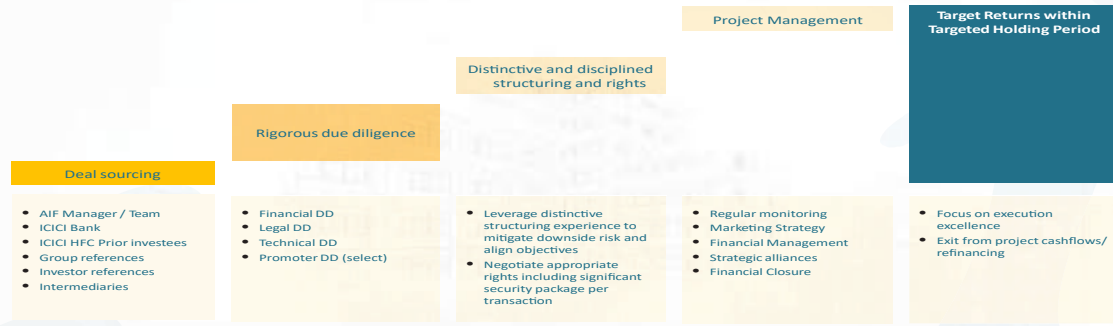 Deal sourcing
• AIF Manager / Team
• ICICI Bank
• ICICI HFC Prior investees
• Group references
• Investor references
• Intermediaries
Rigorous due diligence
• Financial DD
• Legal DD
• Technical DD
• Promoter DD (select)
Distinctive and disciplined
structuring and rights
• Leverage distinctive
structuring experience to
mitigate downside risk and
align objectives
• Negotiate appropriate
rights including significant
security package per
transaction
Project Management
• Regular monitoring
• Marketing Strategy
• Financial Management
• Strategic alliances
• Financial Closure
Target Returns within
Targeted Holding Period
• Focus on execution
excellence
• Exit from project cashflows/
refinancing